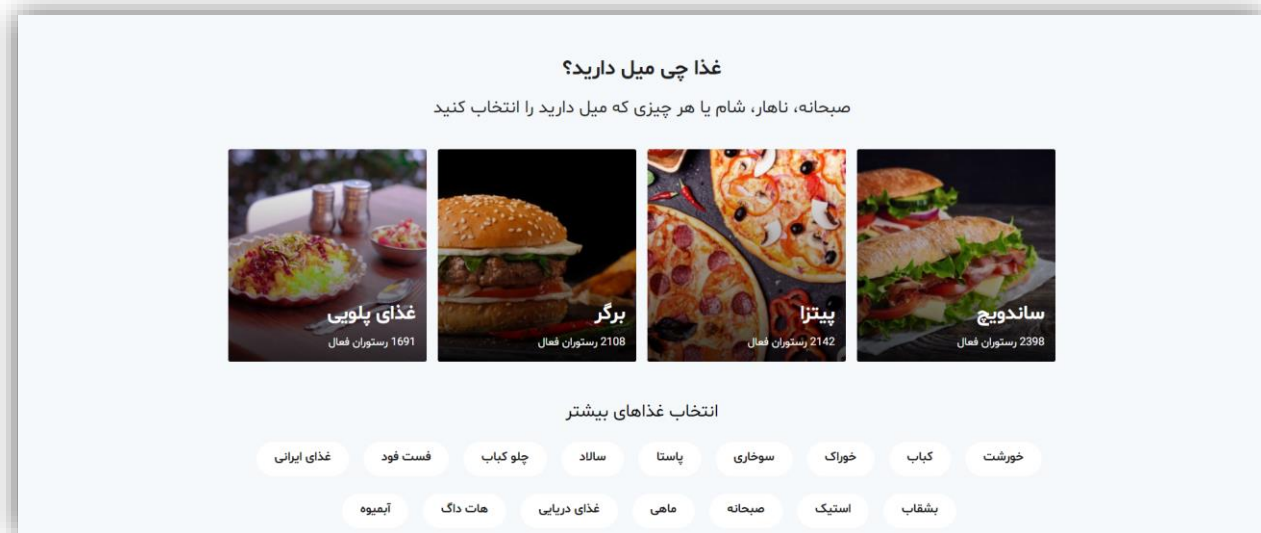 غذا چی میل دارید؟
صبحانه، ناهار، شام یا هر چیزی که میل دارید را انتخاب کنید
ساندویچ
2398 رستوران فعال
پیتزا
2142 رستوران فعال
برگر
2108 رستوران فعال
غذای پلویی
1691 رستوران فعال
انتخاب غذاهای بیشتر
خورشت کباب خوراک سوخاری پاستا سالاد چلو کباب فست فود غذای ایرانی
بشقاب استیک صبحانه ماهی غذای دریایی هات داگ آبمیوه